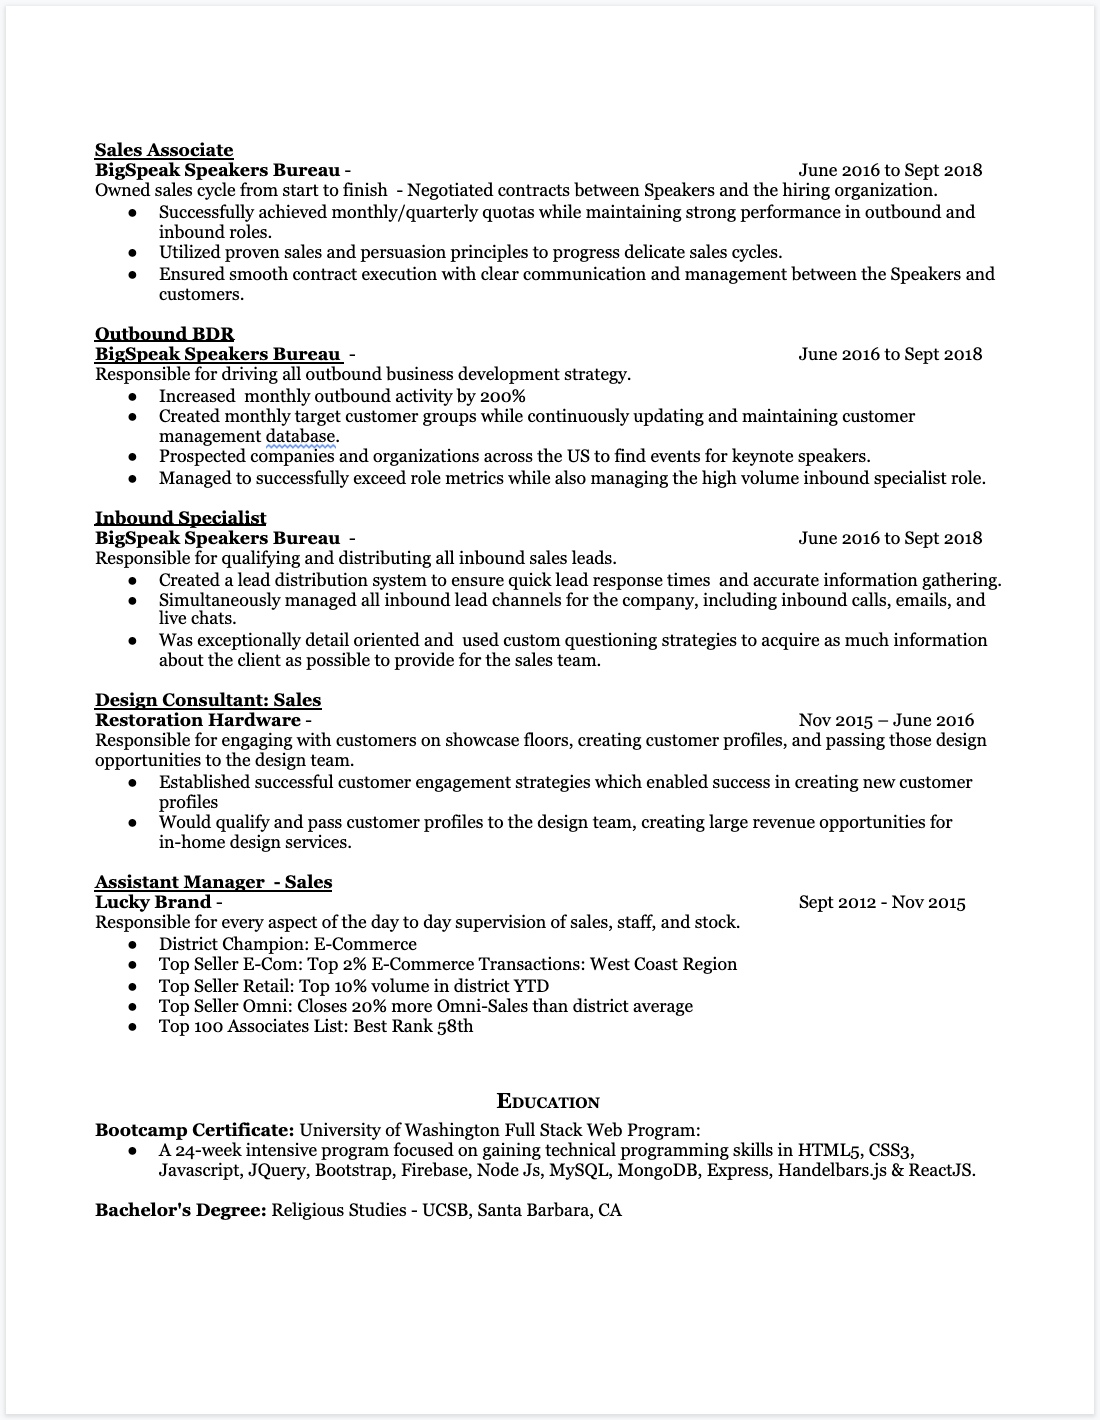 Sales Associate
BigSpeak Speakers Bureau - June 2016 to Sept 2018
Owned sales cycle from start to finish  - Negotiated contracts between Speakers and the hiring organization.
● Successfully achieved monthly/quarterly quotas while maintaining strong performance in outbound and
inbound roles.
● Utilized proven sales and persuasion principles to progress delicate sales cycles.
● Ensured smooth contract execution with clear communication and management between the Speakers and
customers.
Outbound BDR
BigSpeak Speakers Bureau  - June 2016 to Sept 2018
Responsible for driving all outbound business development strategy.
● Increased  monthly outbound activity by 200%
● Created monthly target customer groups while continuously updating and maintaining customer
management database.
● Prospected companies and organizations across the US to find events for keynote speakers.
● Managed to successfully exceed role metrics while also managing the high volume inbound specialist role.
Inbound Specialist
BigSpeak Speakers Bureau  - June 2016 to Sept 2018
Responsible for qualifying and distributing all inbound sales leads.
● Created a lead distribution system to ensure quick lead response times  and accurate information gathering.
● Simultaneously managed all inbound lead channels for the company, including inbound calls, emails, and
live chats.
● Was exceptionally detail oriented and  used custom questioning strategies to acquire as much information
about the client as possible to provide for the sales team.
Design Consultant: Sales
Restoration Hardware - Nov 2015 – June 2016
Responsible for engaging with customers on showcase floors, creating customer profiles, and passing those design
opportunities to the design team.
● Established successful customer engagement strategies which enabled success in creating new customer
profiles
● Would qualify and pass customer profiles to the design team, creating large revenue opportunities for
in-home design services.
Assistant Manager  - Sales
Lucky Brand - Sept 2012 - Nov 2015
Responsible for every aspect of the day to day supervision of sales, staff, and stock.
● District Champion: E-Commerce
● Top Seller E-Com: Top 2% E-Commerce Transactions: West Coast Region
● Top Seller Retail: Top 10% volume in district YTD
● Top Seller Omni: Closes 20% more Omni-Sales than district average
● Top 100 Associates List: Best Rank 58th
EDUCATION
Bootcamp Certificate: University of Washington Full Stack Web Program:
● A 24-week intensive program focused on gaining technical programming skills in HTML5, CSS3,
Javascript, JQuery, Bootstrap, Firebase, Node Js, MySQL, MongoDB, Express, Handelbars.js & ReactJS.
Bachelor's Degree: Religious Studies - UCSB, Santa Barbara, CA